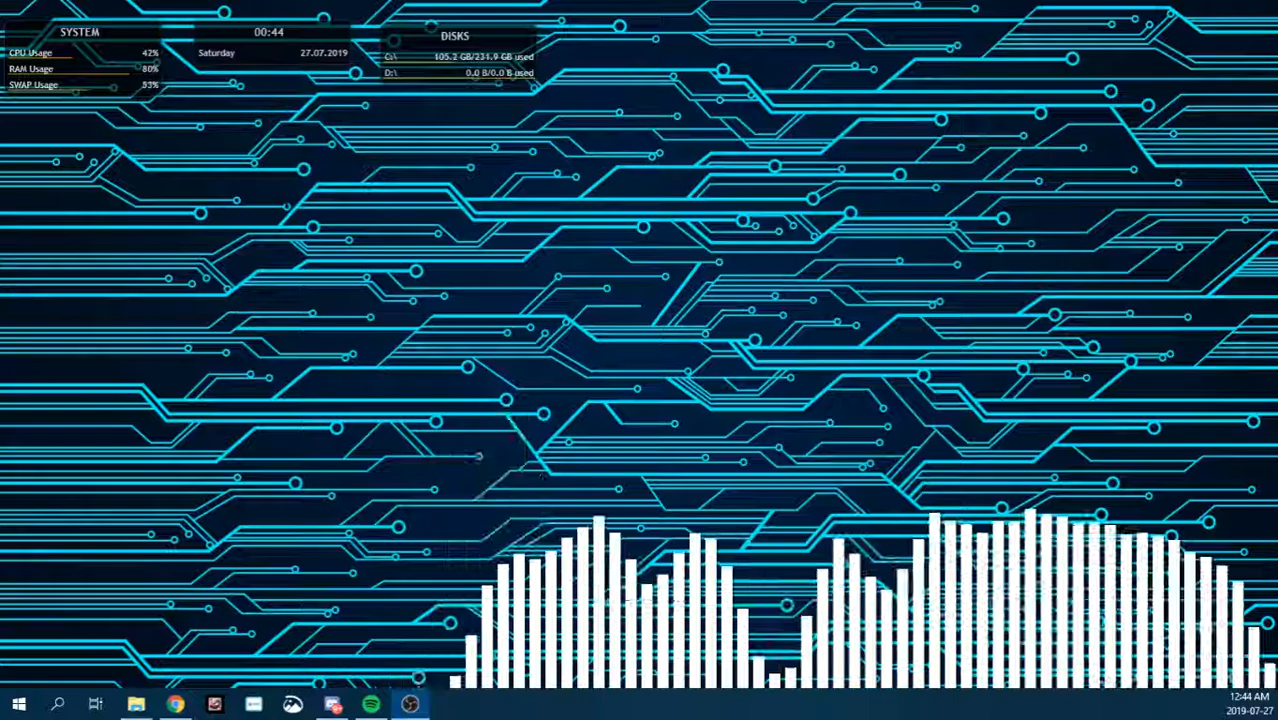 SYSTEM
CPU Usage 42%
RAM Usage 80%
SWAP Usage 53%
00:44
Saturday 27.07.2019
DISKS
C:\ 105.2 GB/231.9 GB used
D:\ 0.0 B/0.0 B used
12:44 AM
2019-07-27